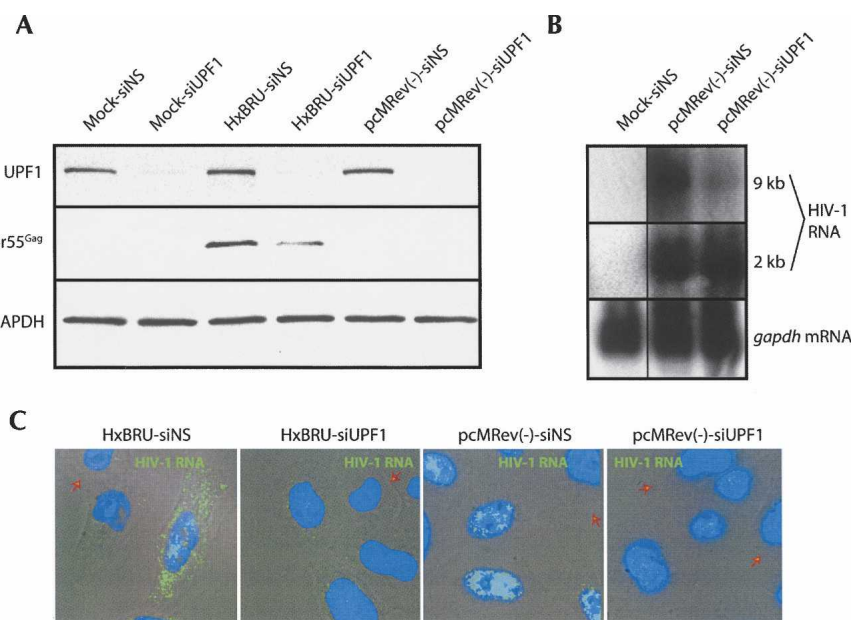 A
Mock-siNS
Mock-siUPF1
HxBRU-siNS
HxBRU-siUPF1
pcMRev(-)-siNS
pcMRev(-)-siUPF1
UPF1
r55Gag
APDH
B
Mock-siNS
pcMRev(-)-siNS
pcMRev(-)-siUPF1
9 kb
HIV-1
RNA
2 kb
gapdh mRNA
C
HxBRU-siNS
HxBRU-siUPF1
pcMRev(-)-siNS
pcMRev(-)-siUPF1
HIV-1 RNA
HIV-1 RNA
HIV-1 RNA
HIV-1 RNA